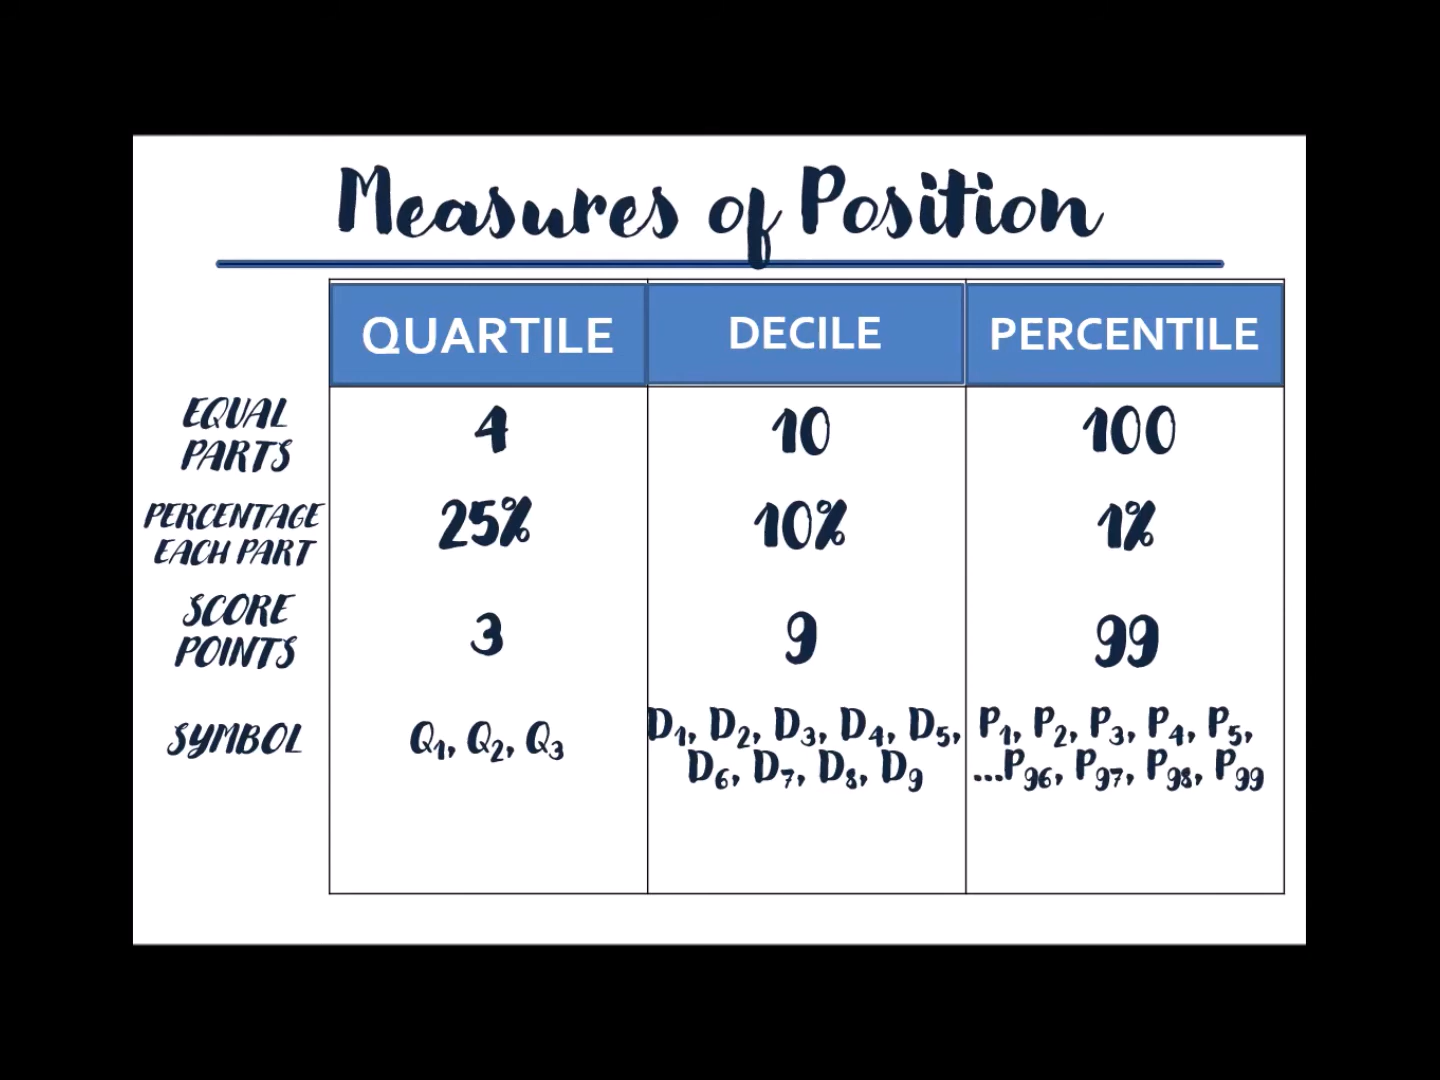 Measures of Position
QUARTILE DECILE PERCENTILE
EQUAL PARTS 4 10 100
PERCENTAGE EACH PART 25% 10% 1%
SCORE POINTS 3 9 99
SYMBOL Q1, Q2, Q3 D1, D2, D3, D4, D5, P1, P2, P3, P4, P5,
D6, D7, D8, D9 ...P96, P97, P98, P99